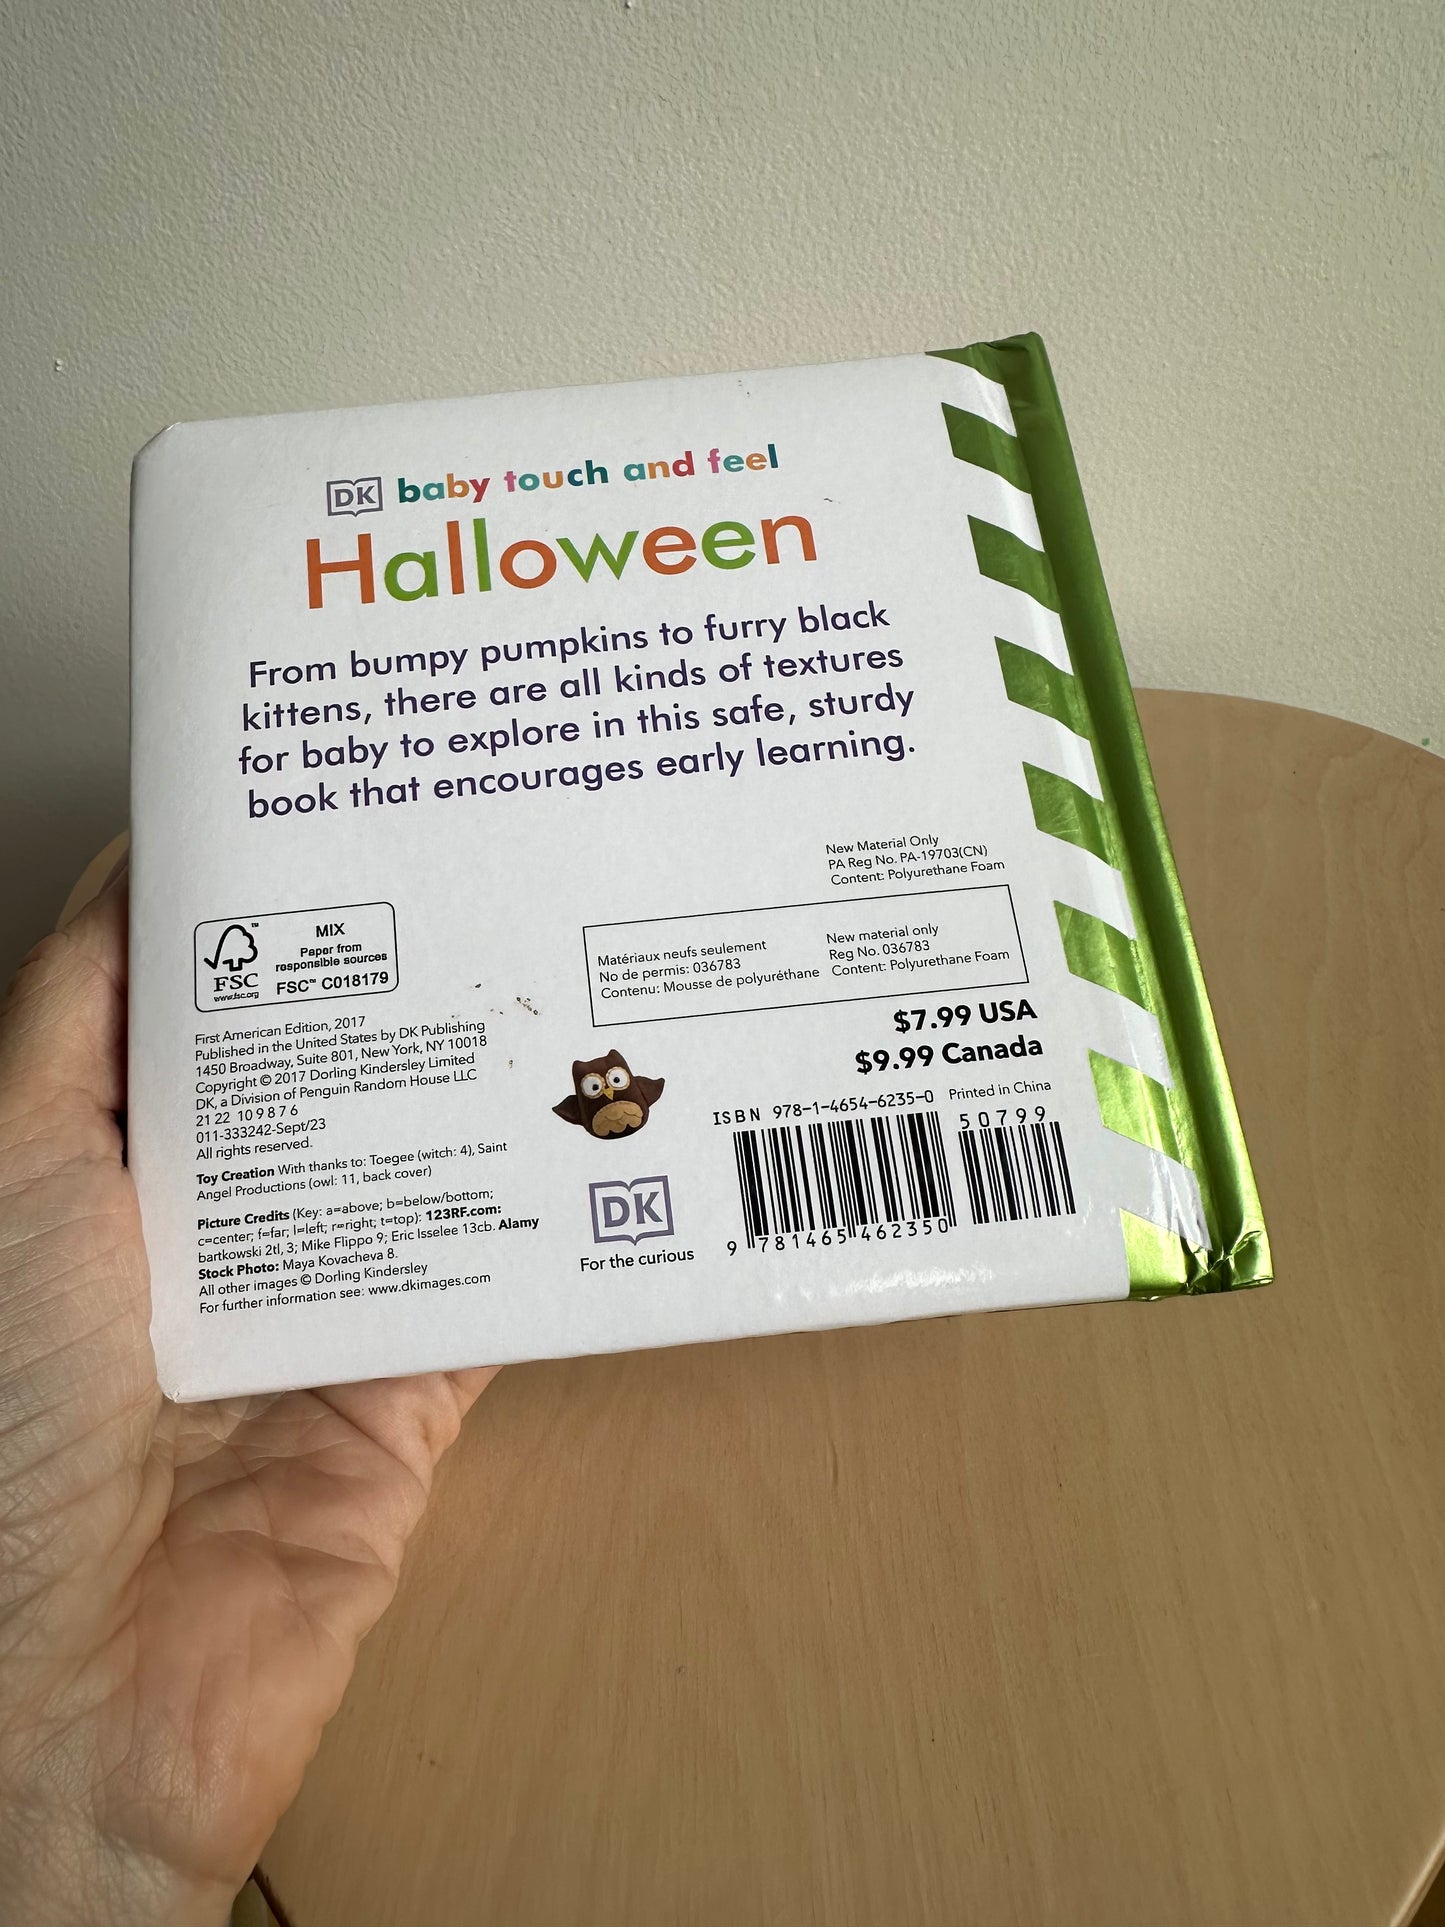 DK baby touch and feel
Halloween
From bumpy pumpkins to furry black
kittens, there are all kinds of textures
for baby to explore in this safe, sturdy
book that encourages early learning.
New Material Only
PA Reg No. PA-19703(CN)
Content: Polyurethane Foam
Matériaux neufs seulement
No de permis: 036783
Contenu: Mousse de polyuréthane
New material only
Reg No. 036783
Content: Polyurethane Foam
FSC™
www.fsc.org
MIX
Paper from
responsible sources
FSC™ C018179
$7.99 USA
$9.99 Canada
First American Edition, 2017
Published in the United States by DK Publishing
1450 Broadway, Suite 801, New York, NY 10018
Copyright © 2017 Dorling Kindersley Limited
DK, a Division of Penguin Random House LLC
21 22 10 9 8 7 6
011-333242-Sept/23
All rights reserved.
Toy Creation With thanks to: Toegee (witch: 4), Saint
Angel Productions (owl: 11, back cover)
Picture Credits (Key: a=above; b=below/bottom;
c=center; f=far; l=left; r=right; t=top): 123RF.com:
bartkowski 2tl, 3; Mike Flippo 9; Eric Isselee 13cb. Alamy
Stock Photo: Maya Kovacheva 8.
All other images © Dorling Kindersley
For further information see: www.dkimages.com
DK
For the curious
ISBN 978-1-4654-6235-0
Printed in China
50799
9 781465 462350